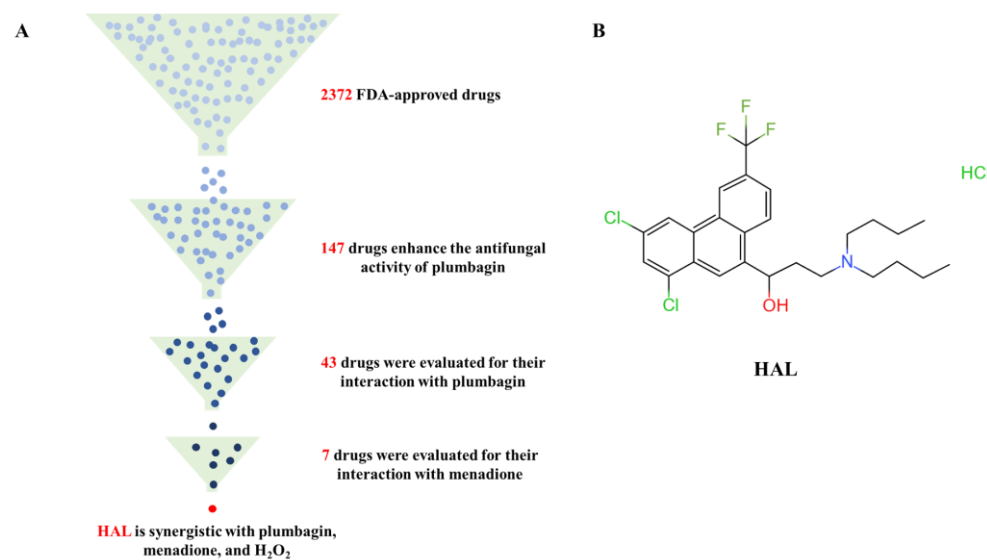 A
2372 FDA-approved drugs
147 drugs enhance the antifungal
activity of plumbagin
43 drugs were evaluated for their
interaction with plumbagin
7 drugs were evaluated for their
interaction with menadione
HAL is synergistic with plumbagin,
menadione, and H₂O₂
B
F
F
F
HC
Cl
N
Cl
OH
HAL